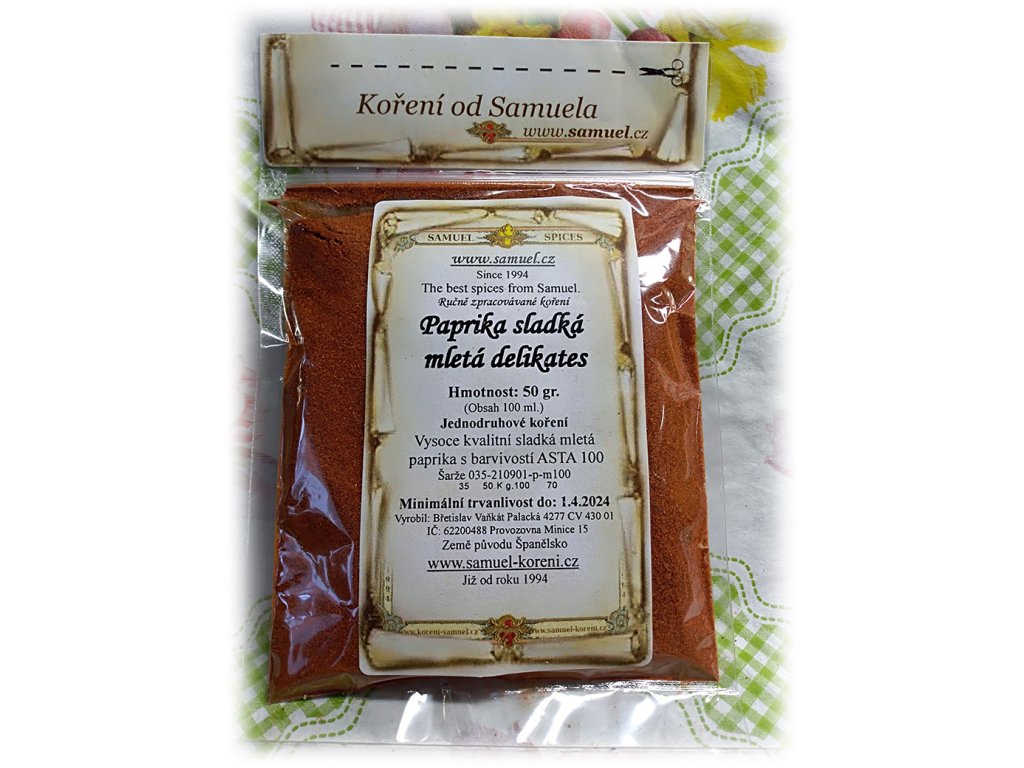 Koření od Samuela
www.samuel.cz
SAMUEL SPICES
www.samuel.cz
Since 1994
The best spices from Samuel.
Ručně zpracovávané koření
Paprika sladká
mletá delikates
Hmotnost: 50 gr.
(Obsah 100 ml.)
Jednodruhové koření
Vysoce kvalitní sladká mletá
paprika s barvivostí ASTA 100
Šarže 035-210901-p-m100
35 50.K g.100 70
Minimální trvanlivost do: 1.4.2024
Vyrobil: Břetislav Vaňkát Palacká 4277 CV 430 01
IČ: 62200488 Provozovna Minice 15
Země původu Španělsko
www.samuel-koreni.cz
Již od roku 1994
www.koreni-samuel.cz www.samuel-koreni.cz